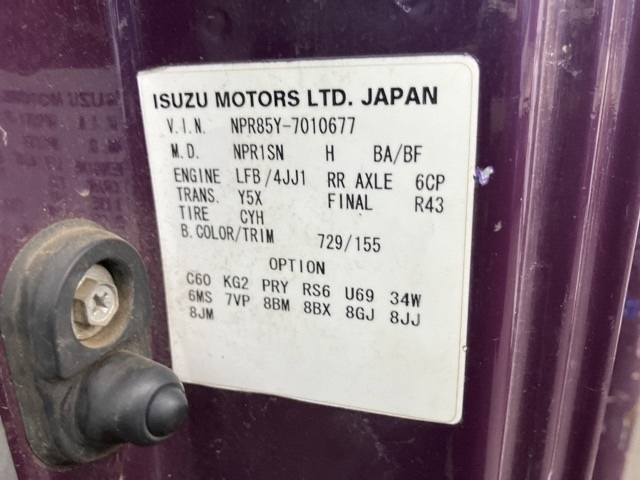 ISUZU MOTORS LTD. JAPAN
V.I.N. NPR85Y-7010677
M.D. NPR1SN H BA/BF
ENGINE LFB/4JJ1 RR AXLE 6CP
TRANS. Y5X FINAL R43
TIRE CYH
B.COLOR/TRIM 729/155
OPTION
C60 KG2 PRY RS6 U69 34W
6MS 7VP 8BM 8BX 8GJ 8JJ
8JM